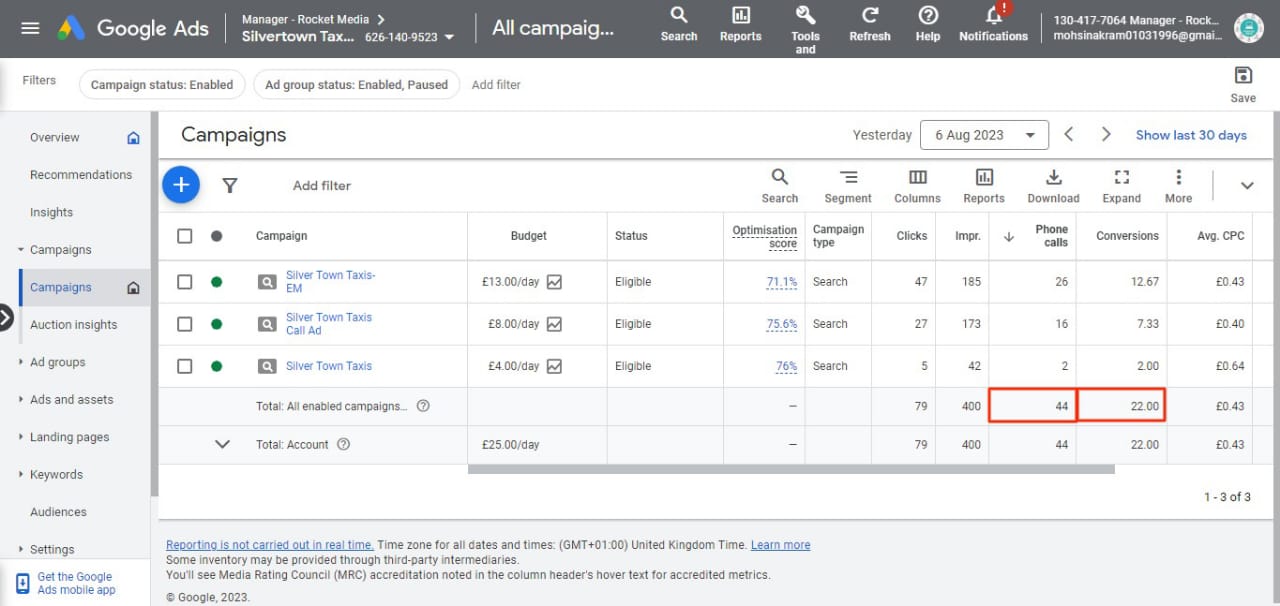 Google Ads
Manager - Rocket Media
Silvertown Tax... 626-140-9523
All campaig...
Search
Reports
Tools
and
Refresh
Help
!
Notifications
130-417-7064 Manager - Rock...
mohsinakram01031996@gmai...
Filters
Campaign status: Enabled
Ad group status: Enabled, Paused
Add filter
Save
Overview
Recommendations
Insights
Campaigns
Campaigns
Auction insights
Ad groups
Ads and assets
Landing pages
Keywords
Audiences
Settings
Get the Google
Ads mobile app
Campaigns
Yesterday 6 Aug 2023 Show last 30 days
Add filter
Search Segment Columns Reports Download Expand More
Campaign Budget Status Optimisation score Campaign type Clicks Impr. Phone calls Conversions Avg. CPC
Silver Town Taxis-
EM
£13.00/day Eligible 71.1% Search 47 185 26 12.67 £0.43
Silver Town Taxis
Call Ad
£8.00/day Eligible 75.6% Search 27 173 16 7.33 £0.40
Silver Town Taxis £4.00/day Eligible 76% Search 5 42 2 2.00 £0.64
Total: All enabled campaigns... – 79 400 44 22.00 £0.43
Total: Account £25.00/day – 79 400 44 22.00 £0.43
1 - 3 of 3
Reporting is not carried out in real time. Time zone for all dates and times: (GMT+01:00) United Kingdom Time. Learn more
Some inventory may be provided through third-party intermediaries.
You'll see Media Rating Council (MRC) accreditation noted in the column header's hover text for accredited metrics.
© Google, 2023.